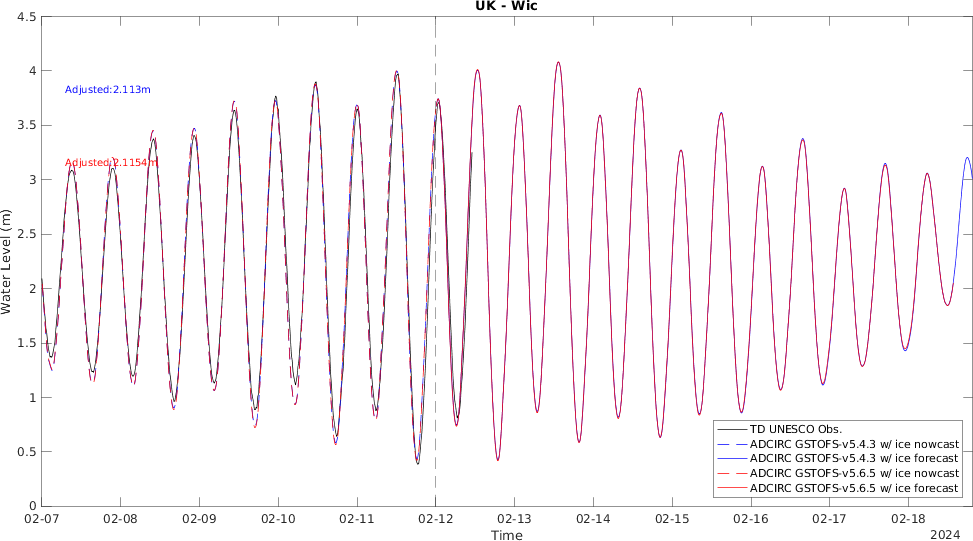 UK - Wic
4.5
4
3.5
3
2.5
2
1.5
1
0.5
0
Water Level (m)
Adjusted:2.113m
Adjusted:2.1154m
TD UNESCO Obs.
ADCIRC GSTOFS-v5.4.3 w/ ice nowcast
ADCIRC GSTOFS-v5.4.3 w/ ice forecast
ADCIRC GSTOFS-v5.6.5 w/ ice nowcast
ADCIRC GSTOFS-v5.6.5 w/ ice forecast
02-07 02-08 02-09 02-10 02-11 02-12 02-13 02-14 02-15 02-16 02-17 02-18
Time
2024